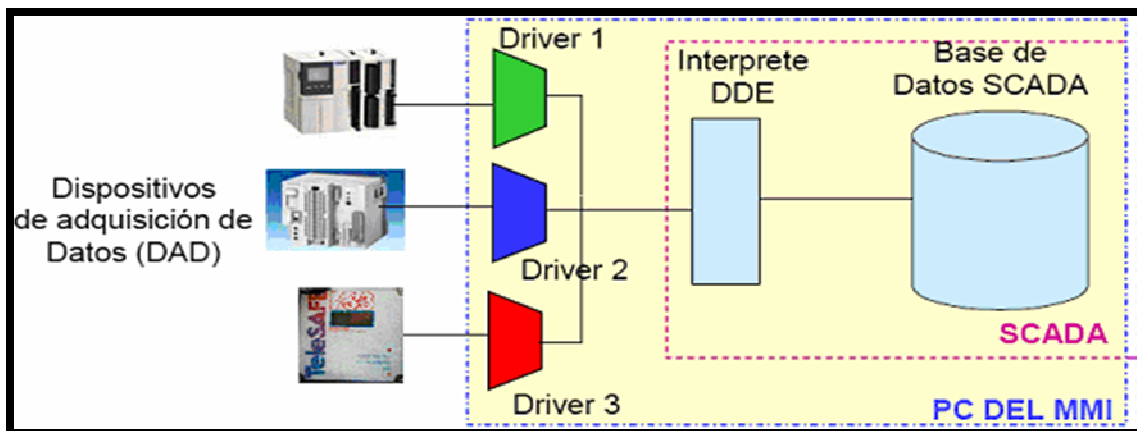 Driver 1
Interprete
DDE
Base de
Datos SCADA
Dispositivos
de adquisición de
Datos (DAD)
Driver 2
TeleSAFE
SCADA
Driver 3
PC DEL MMI